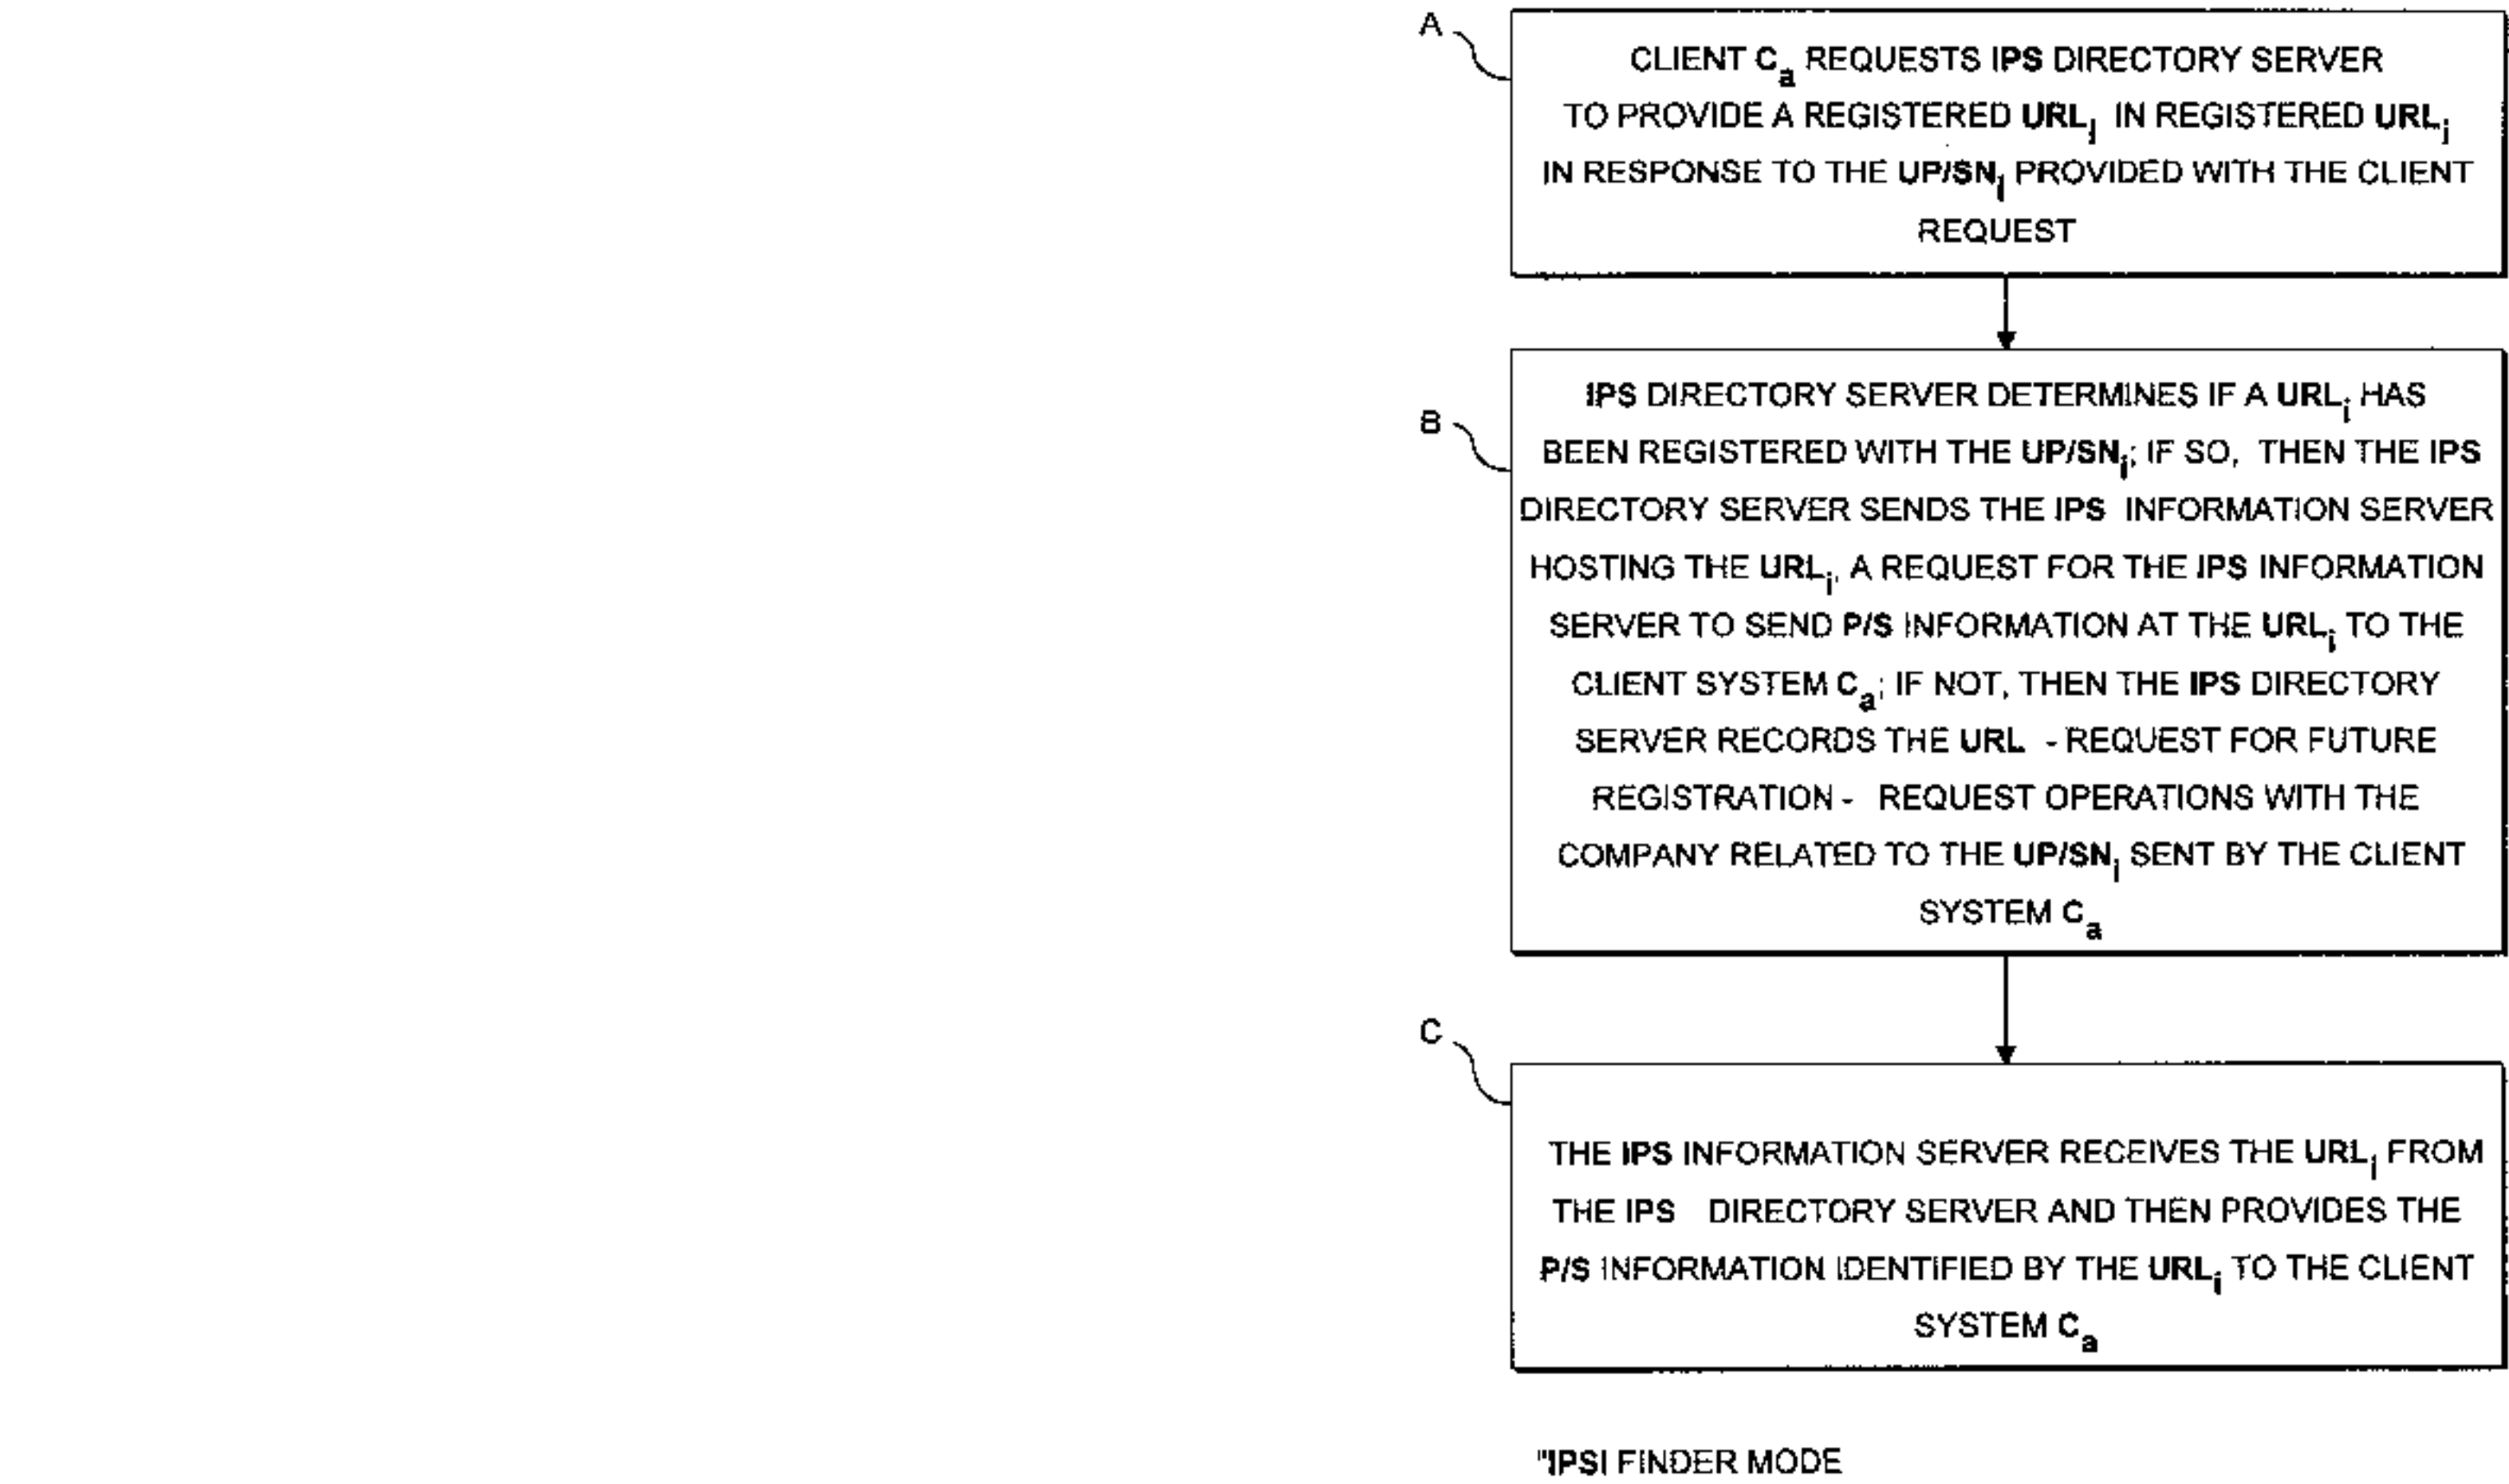 A
CLIENT Ca REQUESTS IPS DIRECTORY SERVER
TO PROVIDE A REGISTERED URLj IN REGISTERED URLj
IN RESPONSE TO THE UP/SNi PROVIDED WITH THE CLIENT
REQUEST
B
IPS DIRECTORY SERVER DETERMINES IF A URLi HAS
BEEN REGISTERED WITH THE UP/SNi; IF SO, THEN THE IPS
DIRECTORY SERVER SENDS THE IPS INFORMATION SERVER
HOSTING THE URLi, A REQUEST FOR THE IPS INFORMATION
SERVER TO SEND P/S INFORMATION AT THE URLi TO THE
CLIENT SYSTEM Ca; IF NOT, THEN THE IPS DIRECTORY
SERVER RECORDS THE URL - REQUEST FOR FUTURE
REGISTRATION - REQUEST OPERATIONS WITH THE
COMPANY RELATED TO THE UP/SNi SENT BY THE CLIENT
SYSTEM Ca
C
THE IPS INFORMATION SERVER RECEIVES THE URLi FROM
THE IPS DIRECTORY SERVER AND THEN PROVIDES THE
P/S INFORMATION IDENTIFIED BY THE URLi TO THE CLIENT
SYSTEM Ca
"IPSI FINDER MODE